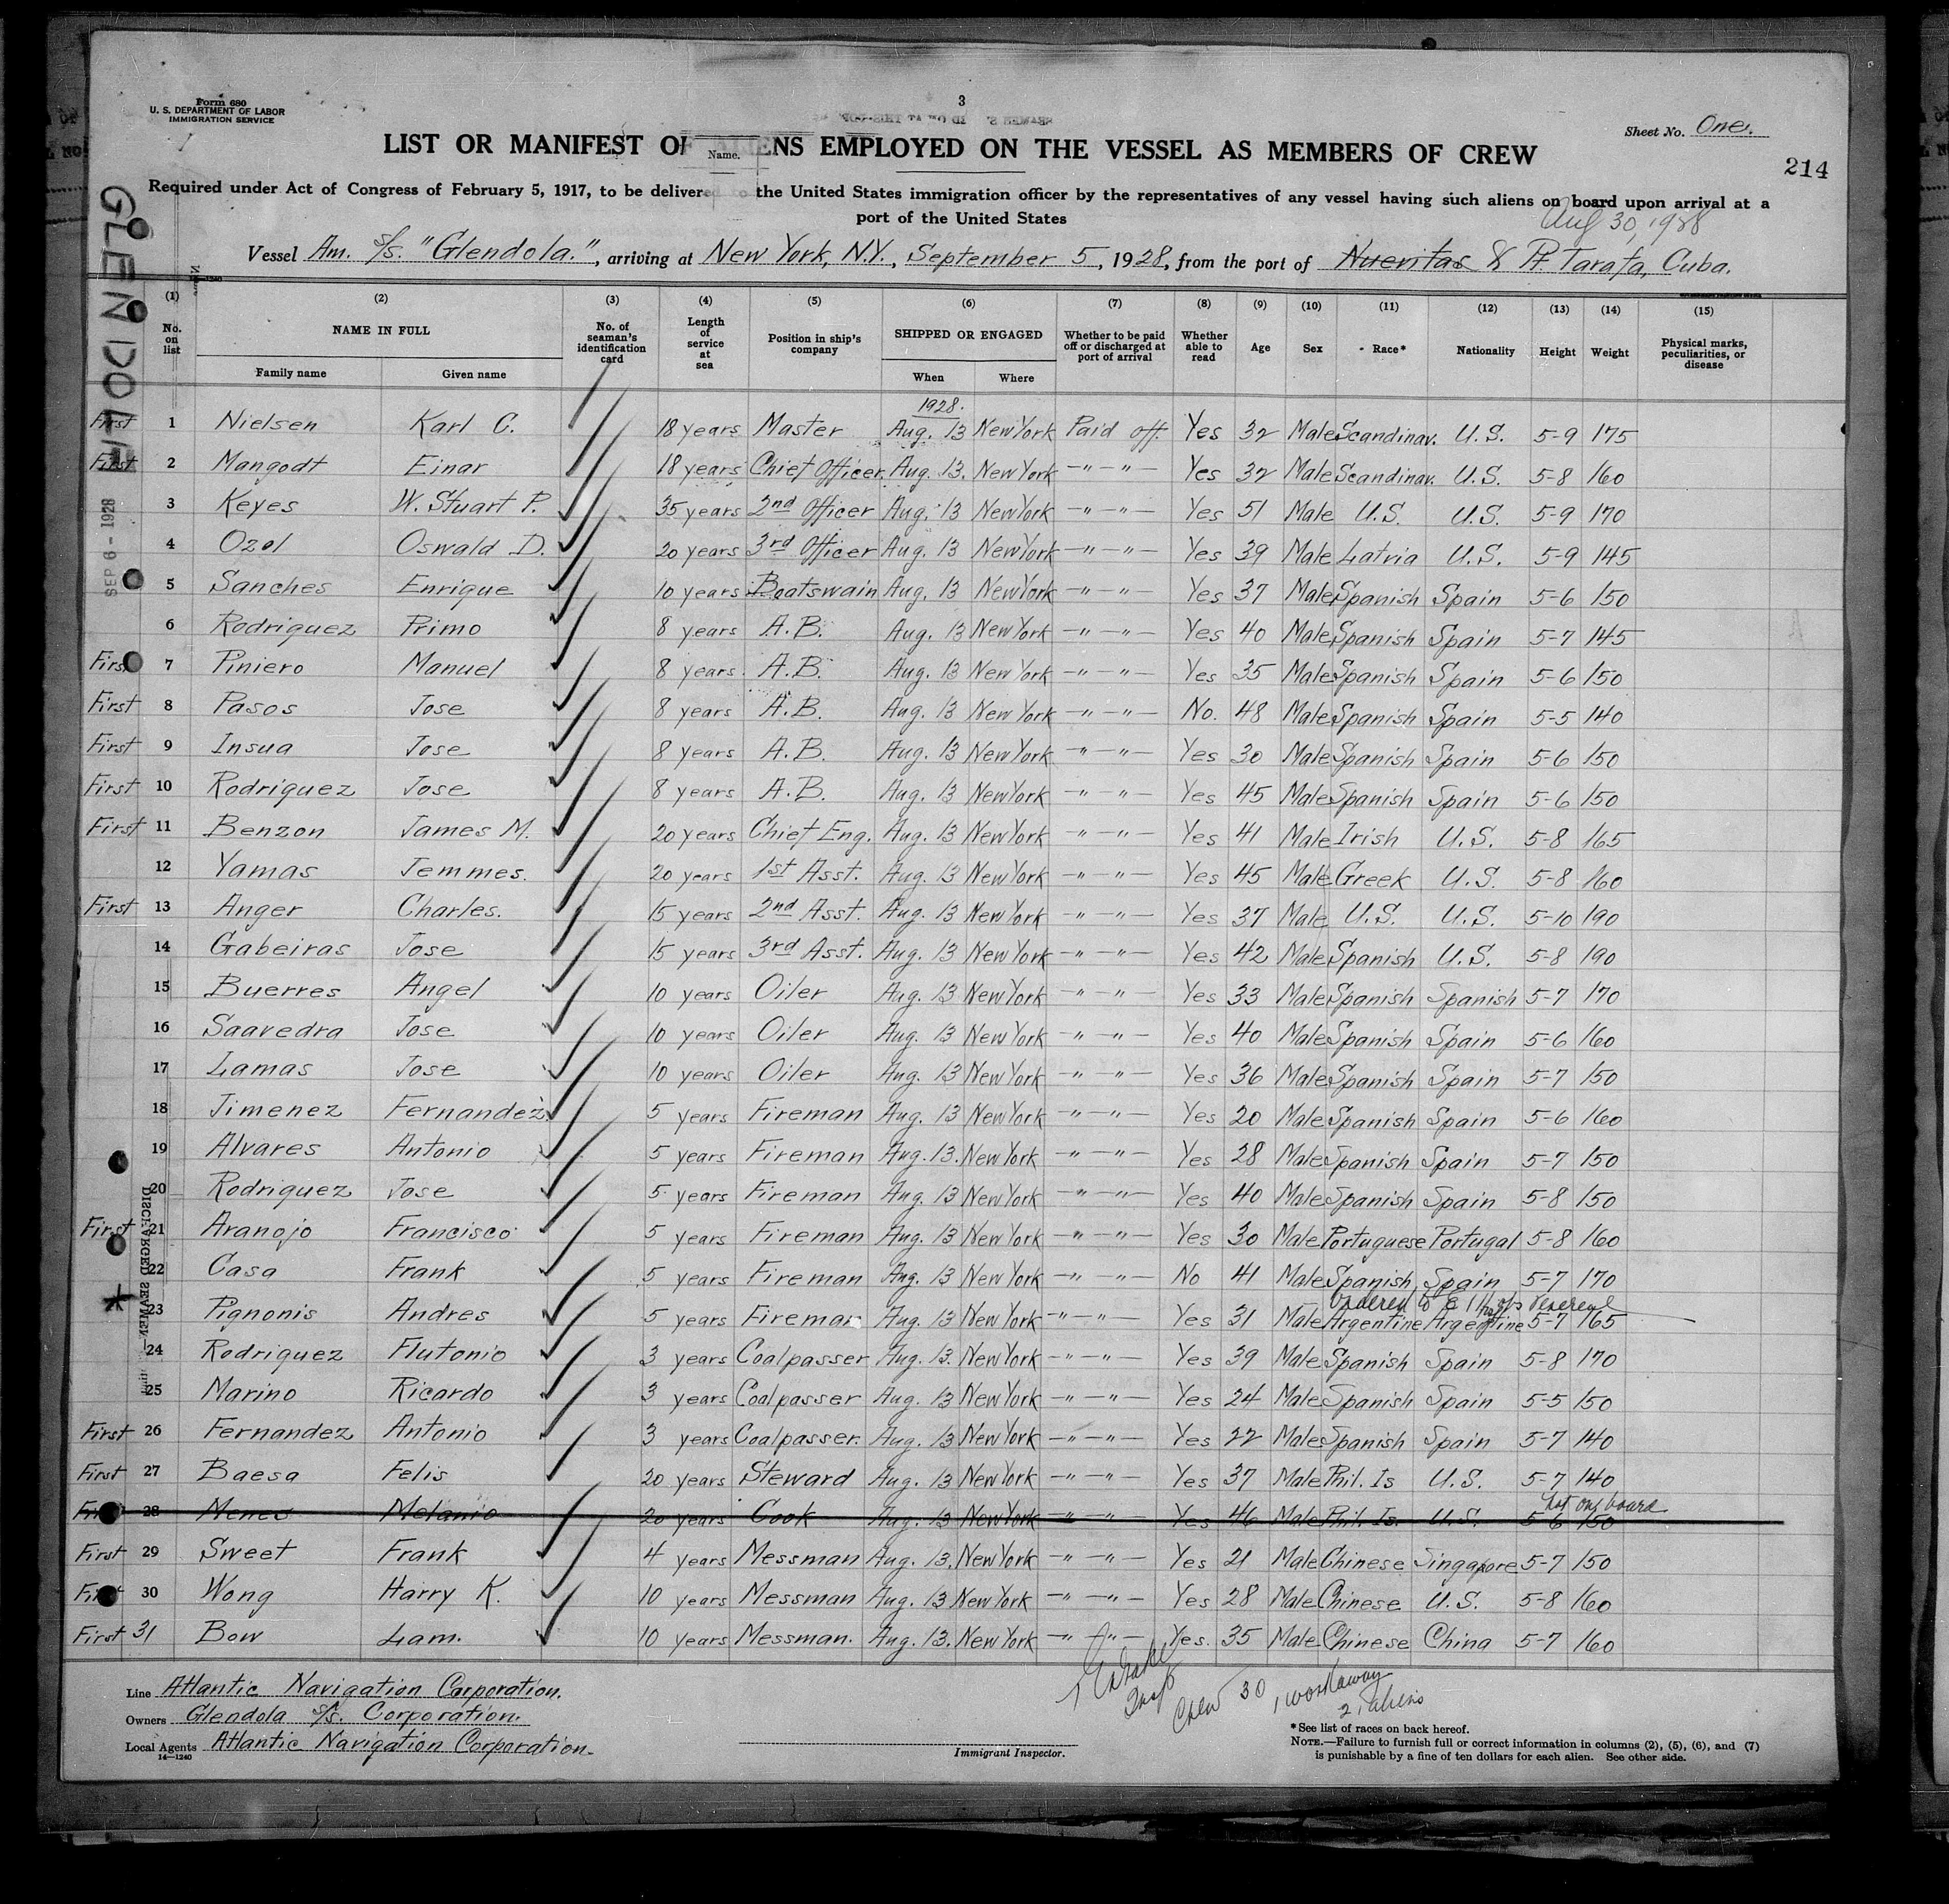 Form 680
U. S. DEPARTMENT OF LABOR
IMMIGRATION SERVICE
3
Sheet No. One.
214
LIST OR MANIFEST OF ALIENS EMPLOYED ON THE VESSEL AS MEMBERS OF CREW
Name.
Required under Act of Congress of February 5, 1917, to be delivered to the United States immigration officer by the representatives of any vessel having such aliens on board upon arrival at a
port of the United States
Aug 30, 1928
Vessel Am. S/S. "Glendola.", arriving at New York, N.Y., September 5, 1928, from the port of Nueritas & Pt. Tarafa, Cuba.
GLENDOLA
SEP 6 - 1928
(1) (2) (3) (4) (5) (6) (7) (8) (9) (10) (11) (12) (13) (14) (15)
No. on list NAME IN FULL Family name Given name No. of seaman's identification card Length of service at sea Position in ship's company SHIPPED OR ENGAGED When Where Whether to be paid off or discharged at port of arrival Whether able to read Age Sex Race* Nationality Height Weight Physical marks, peculiarities, or disease
1928.
First 1 Nielsen Karl C. 18 years Master Aug. 13 New York Paid off. Yes 32 Male Scandinav. U.S. 5-9 175
First 2 Mangodt Einar 18 years Chief Officer Aug. 13. New York -"-"- Yes 32 Male Scandinav. U.S. 5-8 160
3 Keyes W. Stuart P. 35 years 2nd Officer Aug. 13 New York -"-"- Yes 51 Male U.S. U.S. 5-9 170
4 Ozol Oswald D. 20 years 3rd Officer Aug. 13 New York -"-"- Yes 39 Male Latvia U.S. 5-9 145
5 Sanches Enrique 10 years Boatswain Aug. 13 New York -"-"- Yes 37 Male Spanish Spain 5-6 150
6 Rodriguez Primo 8 years A.B. Aug. 13 New York -"-"- Yes 40 Male Spanish Spain 5-7 145
First 7 Piniero Manuel 8 years A.B. Aug. 13 New York -"-"- Yes 35 Male Spanish Spain 5-6 150
First 8 Pasos Jose 8 years A.B. Aug. 13 New York -"-"- No. 48 Male Spanish Spain 5-5 140
First 9 Insua Jose 8 years A.B. Aug. 13 New York -"-"- Yes 30 Male Spanish Spain 5-6 150
First 10 Rodriguez Jose 8 years A.B. Aug. 13 New York -"-"- Yes 45 Male Spanish Spain 5-6 150
First 11 Benzon James M. 20 years Chief Eng. Aug. 13 New York -"-"- Yes 41 Male Irish U.S. 5-8 165
12 Yamas Jemmes. 20 years 1st Asst. Aug. 13 New York -"-"- Yes 45 Male Greek U.S. 5-8 160
First 13 Anger Charles. 15 years 2nd Asst. Aug. 13 New York -"-"- Yes 37 Male U.S. U.S. 5-10 190
14 Gabeiras Jose 15 years 3rd Asst. Aug. 13 New York -"-"- Yes 42 Male Spanish U.S. 5-8 190
15 Buerres Angel 10 years Oiler Aug. 13 New York -"-"- Yes 33 Male Spanish Spanish 5-7 170
16 Saavedra Jose 10 years Oiler Aug. 13 New York -"-"- Yes 40 Male Spanish Spain 5-6 160
17 Lamas Jose 10 years Oiler Aug. 13 New York -"-"- Yes 36 Male Spanish Spain 5-7 150
18 Jimenez Fernandez 5 years Fireman Aug. 13 New York -"-"- Yes 20 Male Spanish Spain 5-6 160
19 Alvares Antonio 5 years Fireman Aug. 13. New York -"-"- Yes 28 Male Spanish Spain 5-7 150
20 Rodriguez Jose 5 years Fireman Aug. 13 New York -"-"- Yes 40 Male Spanish Spain 5-8 150
First 21 Aranojo Francisco 5 years Fireman Aug. 13 New York -"-"- Yes 30 Male Portuguese Portugal 5-8 160
22 Casa Frank 5 years Fireman Aug. 13 New York -"-"- No 41 Male Spanish Spain 5-7 170
Ordered to E I Hosp venereal
23 Pignonis Andres 5 years Fireman Aug. 13 New York -"-"- Yes 31 Male Argentine Argentine 5-7 165
24 Rodriguez Flutonio 3 years Coalpasser Aug. 13. New York -"-"- Yes 39 Male Spanish Spain 5-8 170
25 Marino Ricardo 3 years Coalpasser Aug. 13 New York -"-"- Yes 24 Male Spanish Spain 5-5 150
First 26 Fernandez Antonio 3 years Coalpasser. Aug. 13 New York -"-"- Yes 22 Male Spanish Spain 5-7 140
First 27 Baesa Felis 20 years Steward Aug. 13 New York -"-"- Yes 37 Male Phil. Is U.S. 5-7 140
not on board
First 28 Menes Melanio 20 years Cook Aug. 13 New York -"-"- Yes 46 Male Phil. Is. U.S. 5-6 150
First 29 Sweet Frank 4 years Messman Aug. 13. New York -"-"- Yes 21 Male Chinese Singapore 5-7 150
First 30 Wong Harry K. 10 years Messman Aug. 13 New York -"-"- Yes 28 Male Chinese U.S. 5-8 160
First 31 Bow Lam. 10 years Messman. Aug. 13. New York -"-"- Yes. 35 Male Chinese China 5-7 160
Line Atlantic Navigation Corporation.
Owners Glendola S/S. Corporation.
Local Agents Atlantic Navigation Corporation.
14-1240
Crew 30
1 workaway
21 aliens
Immigrant Inspector.
*See list of races on back hereof.
NOTE.—Failure to furnish full or correct information in columns (2), (5), (6), and (7)
is punishable by a fine of ten dollars for each alien. See other side.